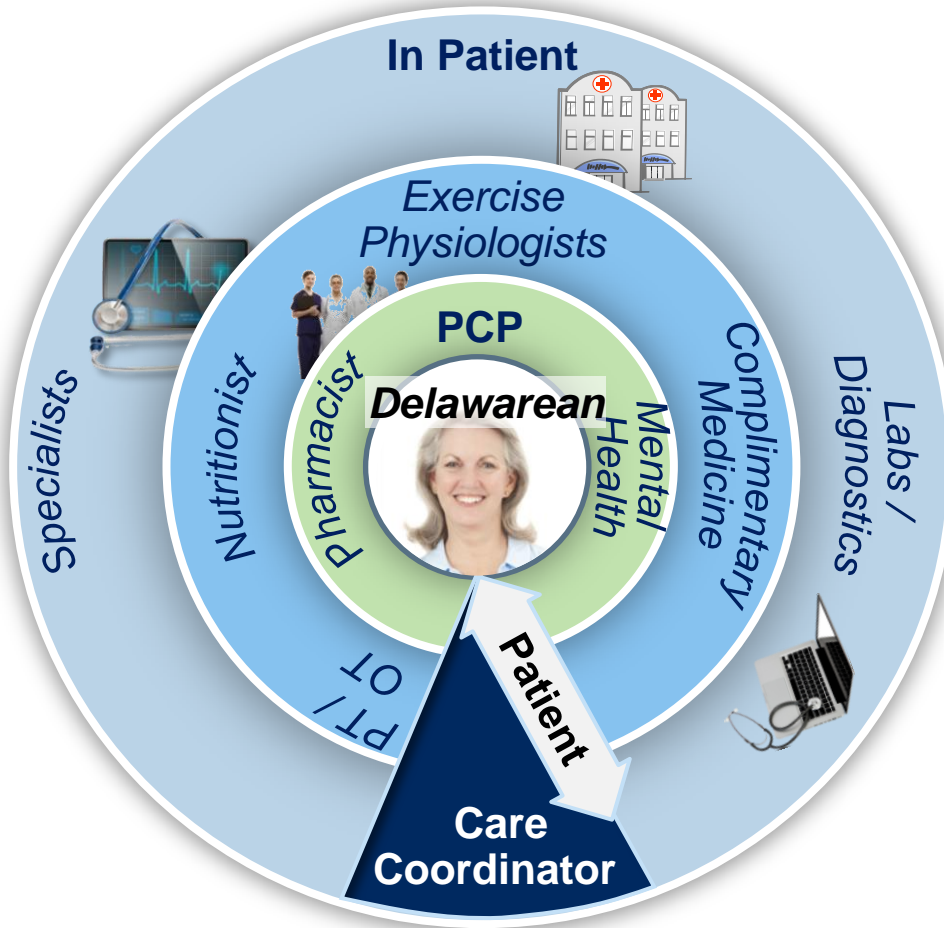 In Patient
Exercise
Physiologists
PCP
Delawarean
Pharmacist
Mental
Health
Nutritionist
Complimentary
Medicine
Specialists
Labs /
Diagnostics
PT /
OT
Patient
Care
Coordinator